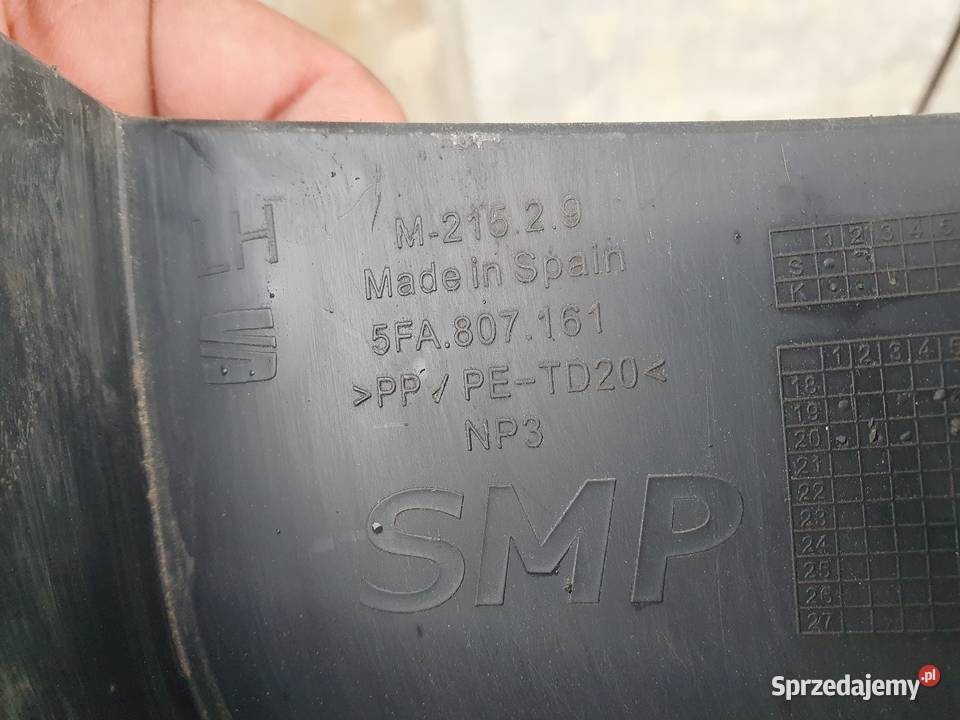 LH
M-215.2.9
Made in Spain
5FA.807.161
>PP/PE-TD20<
NP3
SMP
1 2 3 4 5
S
K
1 2 3 4 5
18
19
20
21
22
23
24
25
26
27
Sprzedajemy.pl